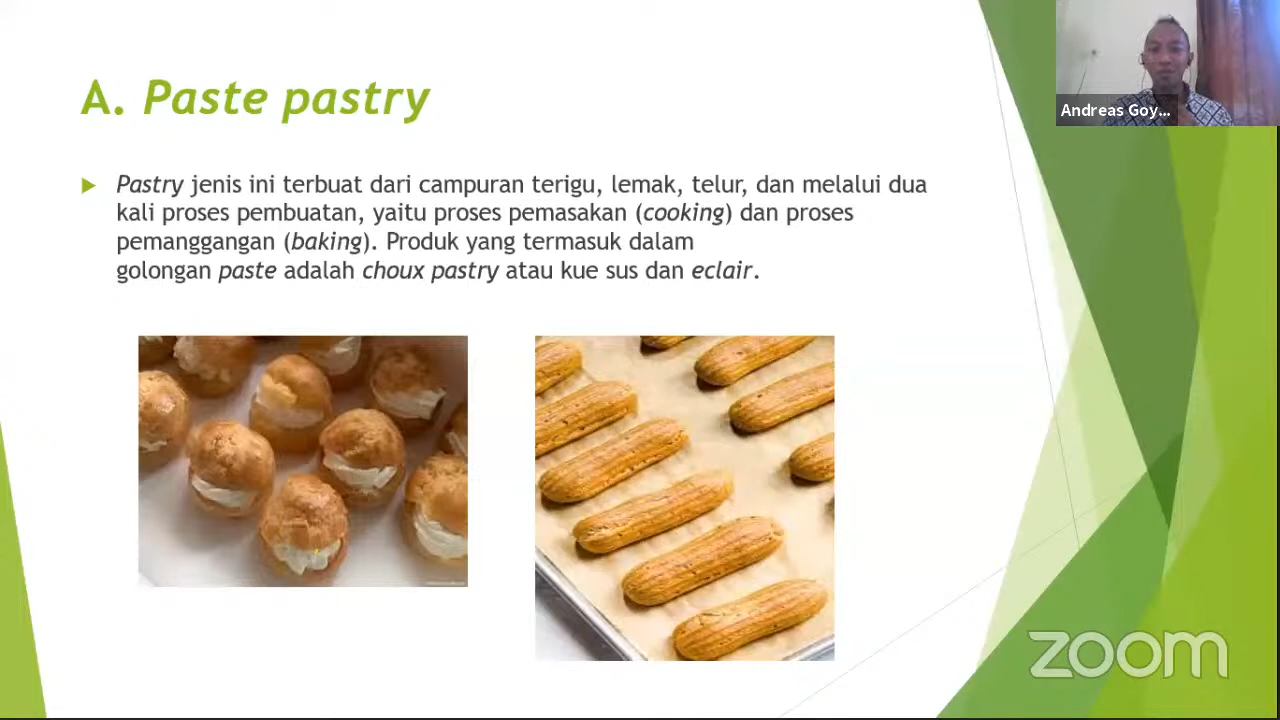 A. Paste pastry
Pastry jenis ini terbuat dari campuran terigu, lemak, telur, dan melalui dua
kali proses pembuatan, yaitu proses pemasakan (cooking) dan proses
pemanggangan (baking). Produk yang termasuk dalam
golongan paste adalah choux pastry atau kue sus dan eclair.
Andreas Goy...
zoom